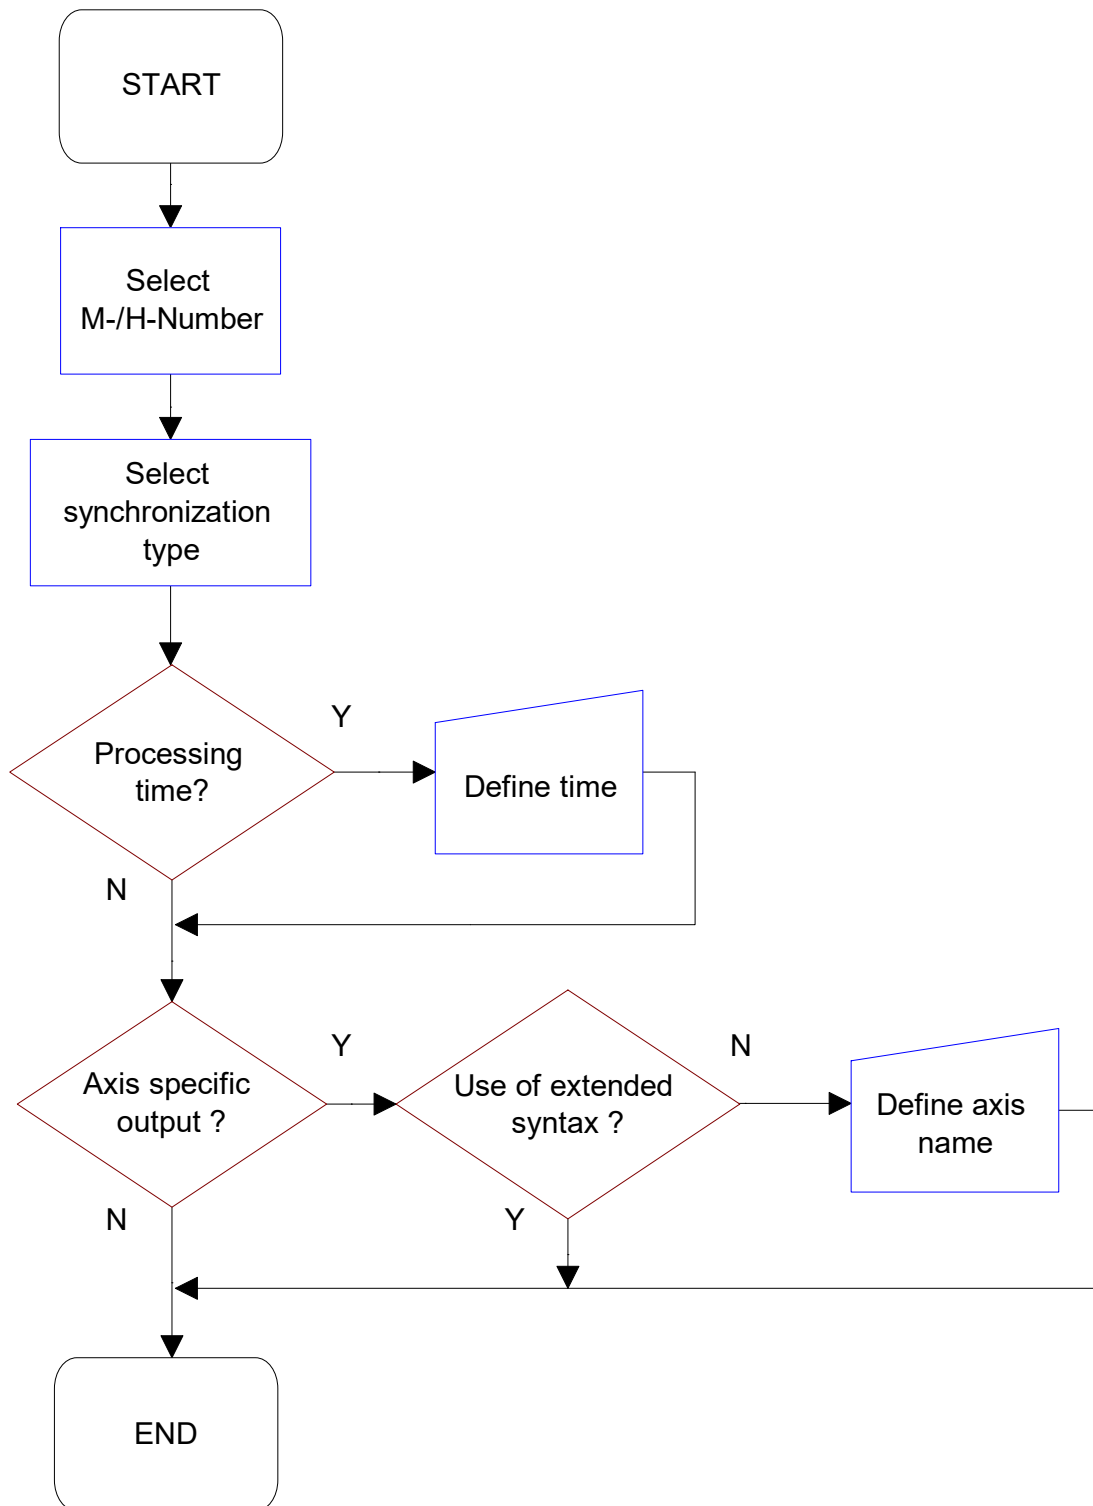 START
Select
M-/H-Number
Select
synchronization
type
Y
Processing
time?
Define time
N
Y
N
Axis specific
output ?
Use of extended
syntax ?
Define axis
name
N
Y
END